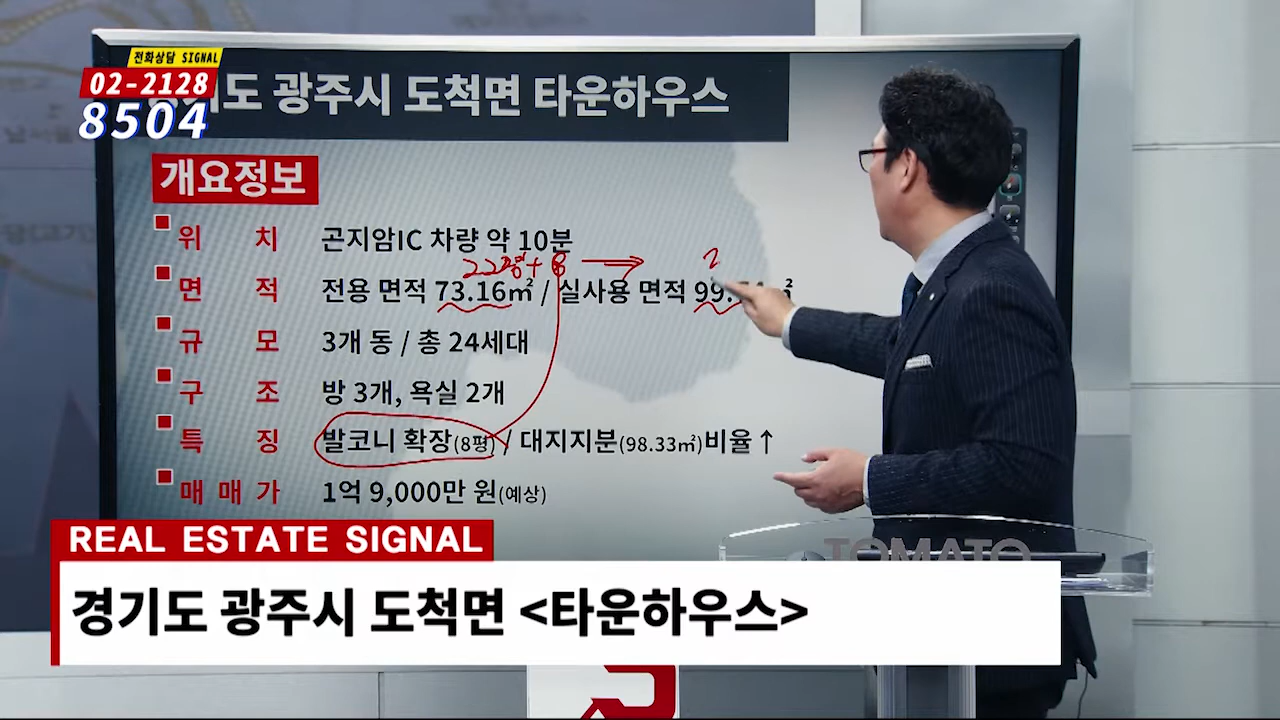 전화상담 SIGNAL
02-2128
8504
기도 광주시 도척면 타운하우스
개요정보
위 치 곤지암IC 차량 약 10분
22평+8 → 2
면 적 전용 면적 73.16㎡ / 실사용 면적 99.
규 모 3개 동 / 총 24세대
구 조 방 3개, 욕실 2개
특 징 발코니 확장(8평) / 대지지분(98.33㎡)비율↑
매 매 가 1억 9,000만 원(예상)
TOMATO
REAL ESTATE SIGNAL
경기도 광주시 도척면 <타운하우스>